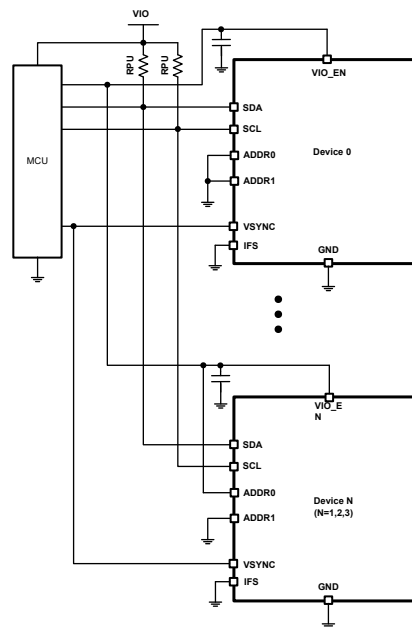 VIO
RPU
RPU
VIO_EN
MCU
SDA
SCL
ADDR0
Device 0
ADDR1
VSYNC
IFS
GND
VIO_E
N
SDA
SCL
ADDR0
Device N
(N=1,2,3)
ADDR1
VSYNC
IFS
GND